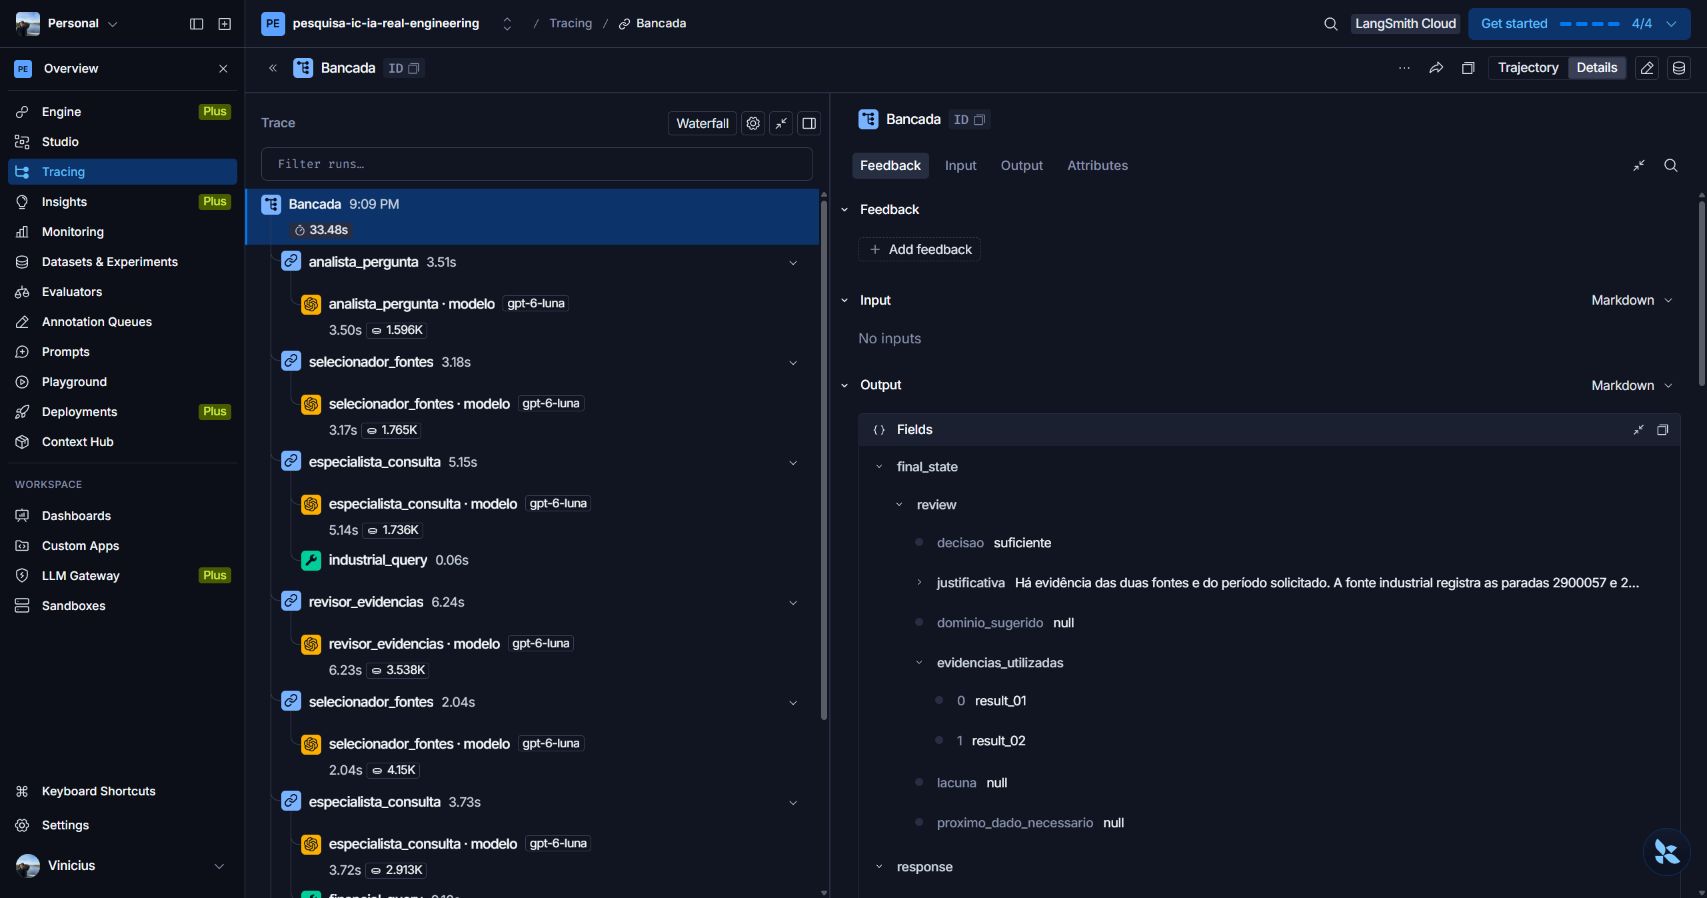 Personal
PE pesquisa-ic-ia-real-engineering / Tracing / Bancada
LangSmith Cloud
Get started 4/4
PE Overview
Engine Plus
Studio
Tracing
Insights Plus
Monitoring
Datasets & Experiments
Evaluators
Annotation Queues
Prompts
Playground
Deployments Plus
Context Hub
WORKSPACE
Dashboards
Custom Apps
LLM Gateway Plus
Sandboxes
Keyboard Shortcuts
Settings
Vinicius
Bancada ID
Trajectory Details
Trace
Waterfall
Filter runs…
Bancada 9:09 PM
33.48s
analista_pergunta 3.51s
analista_pergunta · modelo gpt-6-luna
3.50s 1.596K
selecionador_fontes 3.18s
selecionador_fontes · modelo gpt-6-luna
3.17s 1.765K
especialista_consulta 5.15s
especialista_consulta · modelo gpt-6-luna
5.14s 1.736K
industrial_query 0.06s
revisor_evidencias 6.24s
revisor_evidencias · modelo gpt-6-luna
6.23s 3.538K
selecionador_fontes 2.04s
selecionador_fontes · modelo gpt-6-luna
2.04s 4.15K
especialista_consulta 3.73s
especialista_consulta · modelo gpt-6-luna
3.72s 2.913K
Bancada ID
Feedback Input Output Attributes
Feedback
+ Add feedback
Input Markdown
No inputs
Output Markdown
{} Fields
final_state
review
decisao suficiente
justificativa Há evidência das duas fontes e do período solicitado. A fonte industrial registra as paradas 2900057 e 2...
dominio_sugerido null
evidencias_utilizadas
0 result_01
1 result_02
lacuna null
proximo_dado_necessario null
response